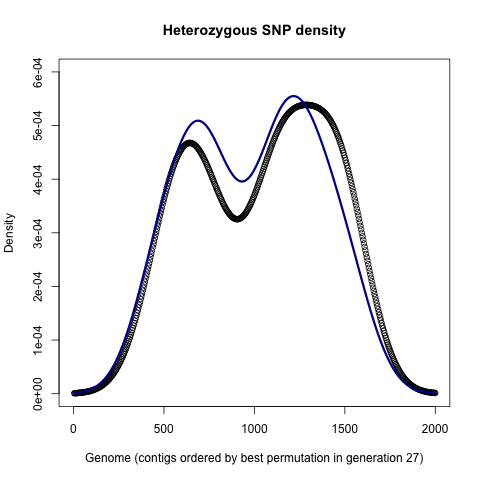 Heterozygous SNP density
Density
6e-04
5e-04
4e-04
3e-04
2e-04
1e-04
0e+00
0 500 1000 1500 2000
Genome (contigs ordered by best permutation in generation 27)